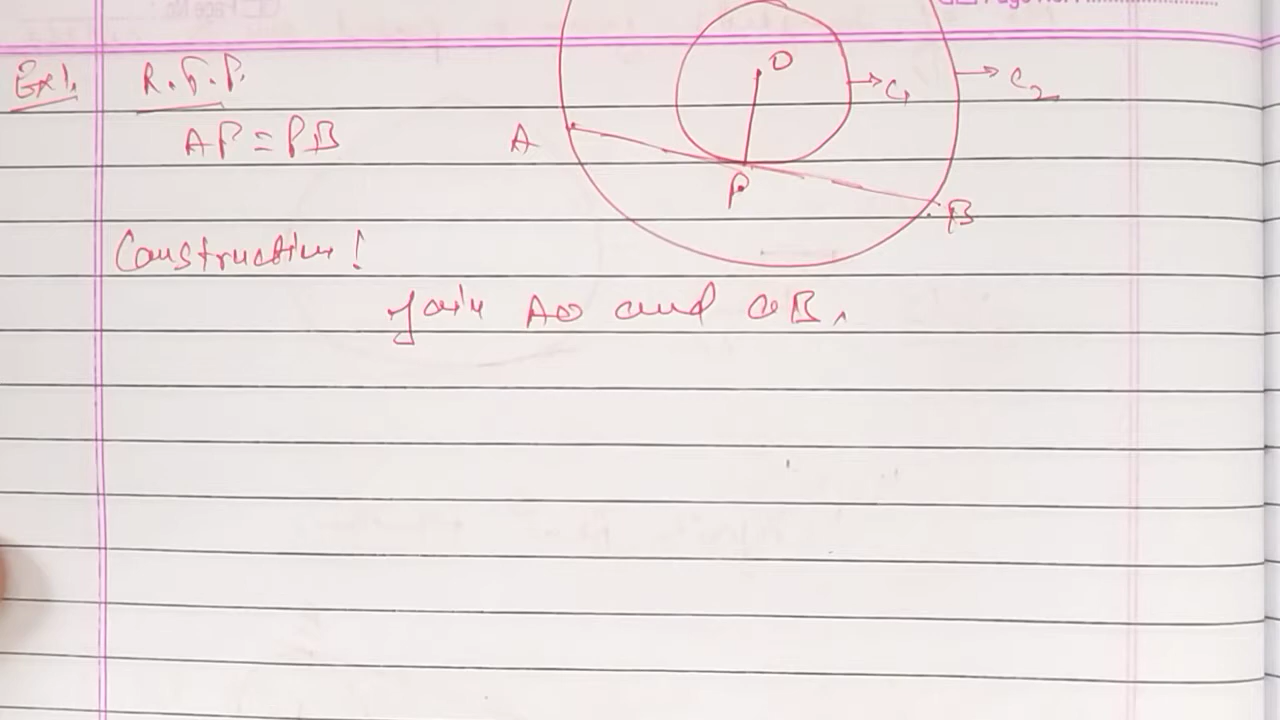 Ex1.
R.T.P.
AP = PB
O
C1
C2
A
P
B
Construction!
Join AO and OB.